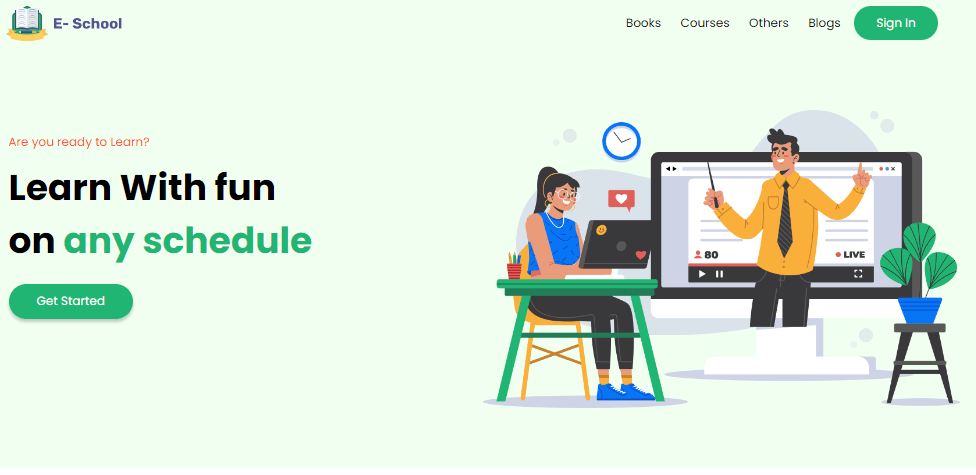 E- School
Books Courses Others Blogs Sign In
Are you ready to Learn?
Learn With fun
on any schedule
Get Started
80
LIVE